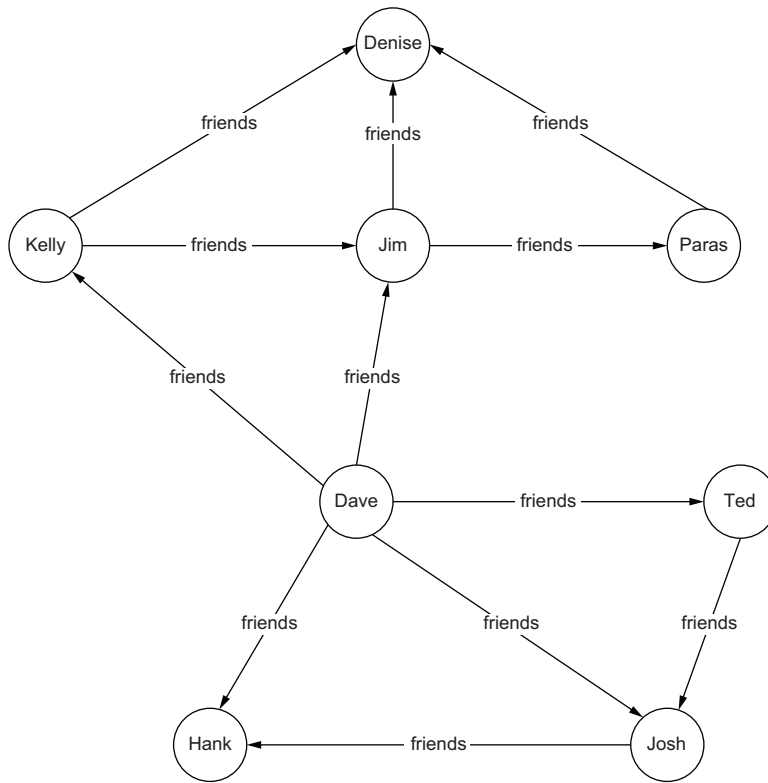 Denise
friends
friends
friends
Kelly
friends
Jim
friends
Paras
friends
friends
Dave
friends
Ted
friends
friends
friends
Hank
friends
Josh